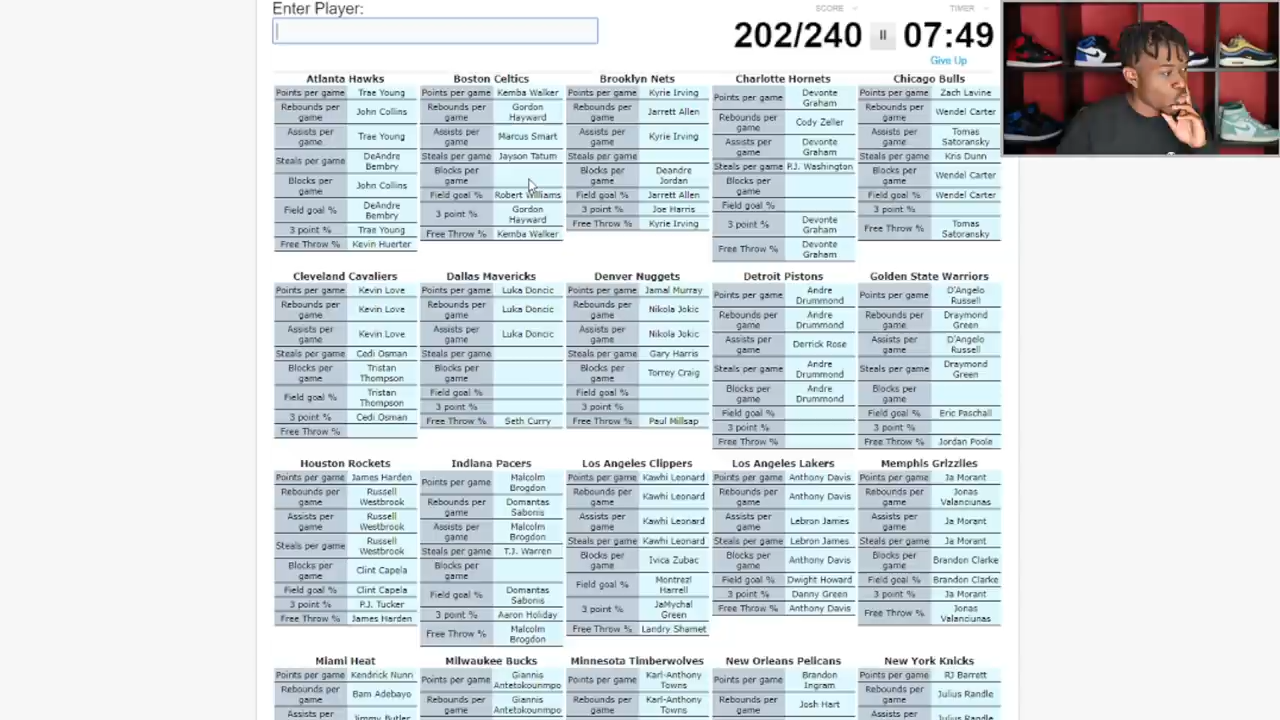 Enter Player:
SCORE
TIMER
202/240
07:49
Give Up
Atlanta Hawks
Points per game Trae Young
Rebounds per game John Collins
Assists per game Trae Young
Steals per game DeAndre Bembry
Blocks per game John Collins
Field goal % DeAndre Bembry
3 point % Trae Young
Free Throw % Kevin Huerter
Boston Celtics
Points per game Kemba Walker
Rebounds per game Gordon Hayward
Assists per game Marcus Smart
Steals per game Jayson Tatum
Blocks per game
Field goal % Robert Williams
3 point % Gordon Hayward
Free Throw % Kemba Walker
Brooklyn Nets
Points per game Kyrie Irving
Rebounds per game Jarrett Allen
Assists per game Kyrie Irving
Steals per game
Blocks per game Deandre Jordan
Field goal % Jarrett Allen
3 point % Joe Harris
Free Throw % Kyrie Irving
Charlotte Hornets
Points per game Devonte Graham
Rebounds per game Cody Zeller
Assists per game Devonte Graham
Steals per game P.J. Washington
Blocks per game
Field goal %
3 point % Devonte Graham
Free Throw % Devonte Graham
Chicago Bulls
Points per game Zach Lavine
Rebounds per game Wendel Carter
Assists per game Tomas Satoransky
Steals per game Kris Dunn
Blocks per game Wendel Carter
Field goal % Wendel Carter
3 point %
Free Throw % Tomas Satoransky
Cleveland Cavaliers
Points per game Kevin Love
Rebounds per game Kevin Love
Assists per game Kevin Love
Steals per game Cedi Osman
Blocks per game Tristan Thompson
Field goal % Tristan Thompson
3 point % Cedi Osman
Free Throw %
Dallas Mavericks
Points per game Luka Doncic
Rebounds per game Luka Doncic
Assists per game Luka Doncic
Steals per game
Blocks per game
Field goal %
3 point %
Free Throw % Seth Curry
Denver Nuggets
Points per game Jamal Murray
Rebounds per game Nikola Jokic
Assists per game Nikola Jokic
Steals per game Gary Harris
Blocks per game Torrey Craig
Field goal %
3 point %
Free Throw % Paul Millsap
Detroit Pistons
Points per game Andre Drummond
Rebounds per game Andre Drummond
Assists per game Derrick Rose
Steals per game Andre Drummond
Blocks per game Andre Drummond
Field goal %
3 point %
Free Throw %
Golden State Warriors
Points per game D'Angelo Russell
Rebounds per game Draymond Green
Assists per game D'Angelo Russell
Steals per game Draymond Green
Blocks per game
Field goal % Eric Paschall
3 point %
Free Throw % Jordan Poole
Houston Rockets
Points per game James Harden
Rebounds per game Russell Westbrook
Assists per game Russell Westbrook
Steals per game Russell Westbrook
Blocks per game Clint Capela
Field goal % Clint Capela
3 point % P.J. Tucker
Free Throw % James Harden
Indiana Pacers
Points per game Malcolm Brogdon
Rebounds per game Domantas Sabonis
Assists per game Malcolm Brogdon
Steals per game T.J. Warren
Blocks per game
Field goal % Domantas Sabonis
3 point % Aaron Holiday
Free Throw % Malcolm Brogdon
Los Angeles Clippers
Points per game Kawhi Leonard
Rebounds per game Kawhi Leonard
Assists per game Kawhi Leonard
Steals per game Kawhi Leonard
Blocks per game Ivica Zubac
Field goal % Montrezl Harrell
3 point % JaMychal Green
Free Throw % Landry Shamet
Los Angeles Lakers
Points per game Anthony Davis
Rebounds per game Anthony Davis
Assists per game Lebron James
Steals per game Lebron James
Blocks per game Anthony Davis
Field goal % Dwight Howard
3 point % Danny Green
Free Throw % Anthony Davis
Memphis Grizzlies
Points per game Ja Morant
Rebounds per game Jonas Valanciunas
Assists per game Ja Morant
Steals per game Ja Morant
Blocks per game Brandon Clarke
Field goal % Brandon Clarke
3 point % Ja Morant
Free Throw % Jonas Valanciunas
Miami Heat
Points per game Kendrick Nunn
Rebounds per game Bam Adebayo
Assists per Jimmy Butler
Milwaukee Bucks
Points per game Giannis Antetokounmpo
Rebounds per game Giannis Antetokounmpo
Minnesota Timberwolves
Points per game Karl-Anthony Towns
Rebounds per game Karl-Anthony Towns
New Orleans Pelicans
Points per game Brandon Ingram
Rebounds per game Josh Hart
New York Knicks
Points per game RJ Barrett
Rebounds per game Julius Randle
Assists per Julius Randle